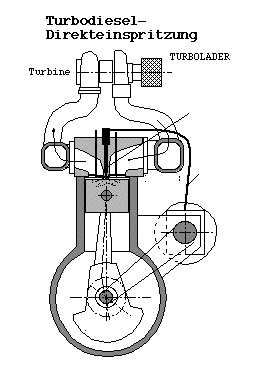 Turbodiesel-
Direkteinspritzung
TURBOLADER
Turbine